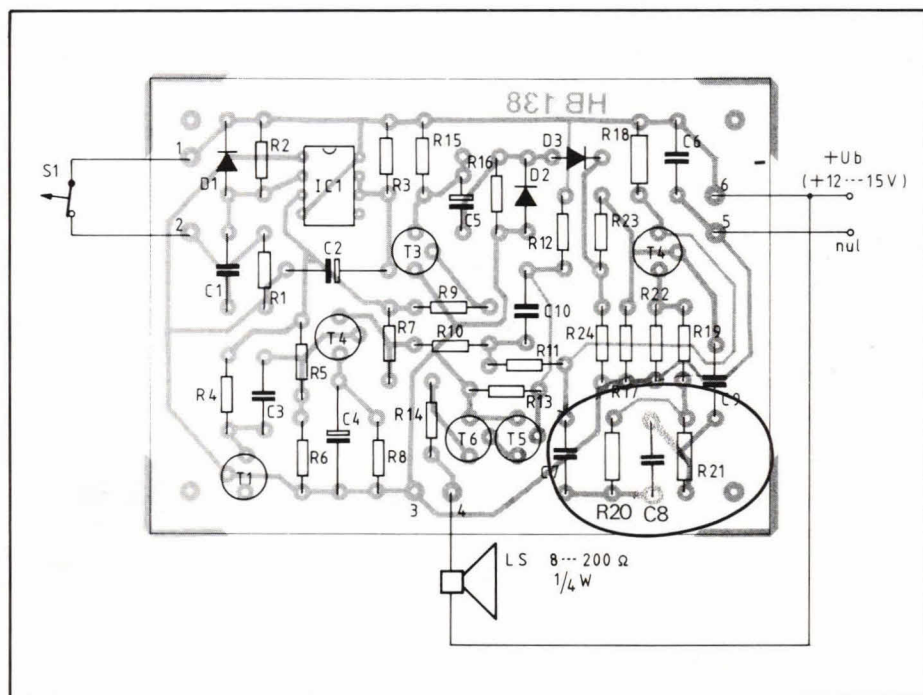 HB 138
S1
1
2
D1
R2
IC1
R3
R15
R16
C5
D2
D3
R12
R23
R18
C6
-
+Ub
(+12---15V)
6
5
nul
T3
T4
C1
R1
C2
R9
C10
R24
R22
R19
R17
R4
C3
R5
T4
R7
R10
R11
R13
C9
T1
R6
C4
R8
R14
T6
T5
C7
R20
C8
R21
3
4
LS 8---200 Ω
1/4 W